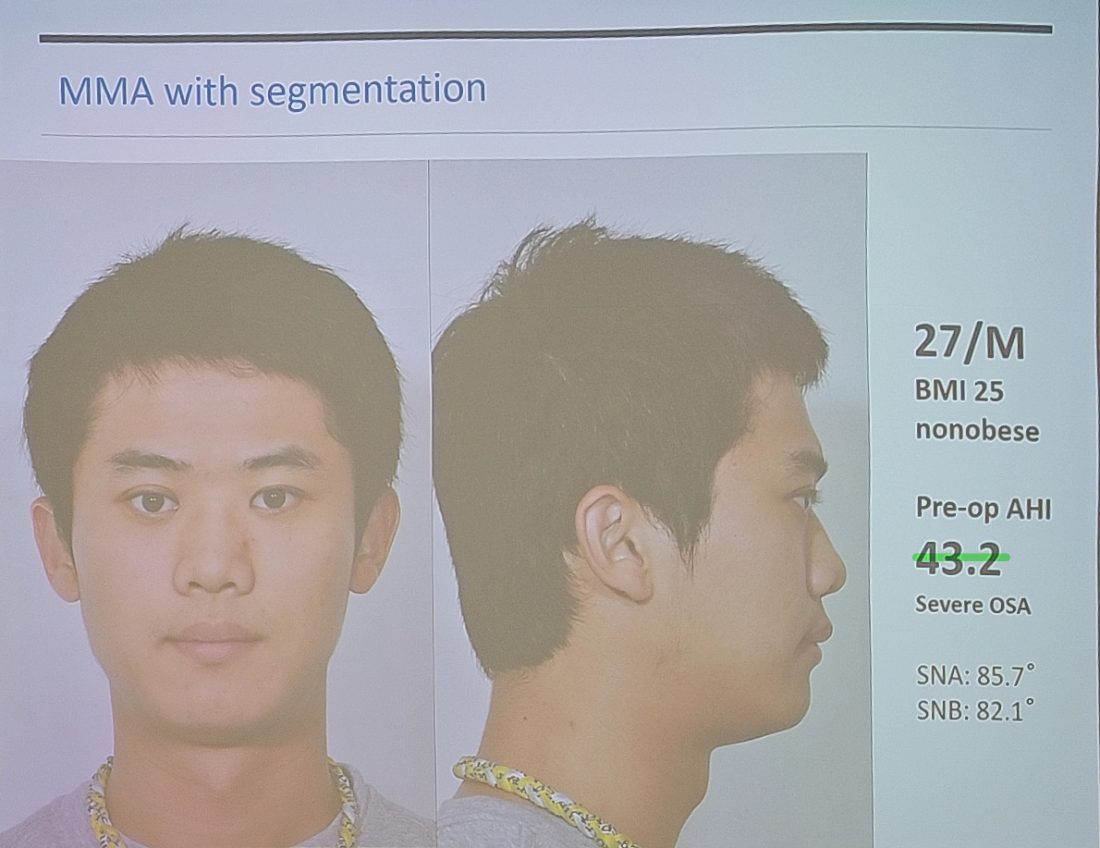 MMA with segmentation
27/M
BMI 25
nonobese
Pre-op AHI
43.2
Severe OSA
SNA: 85.7°
SNB: 82.1°